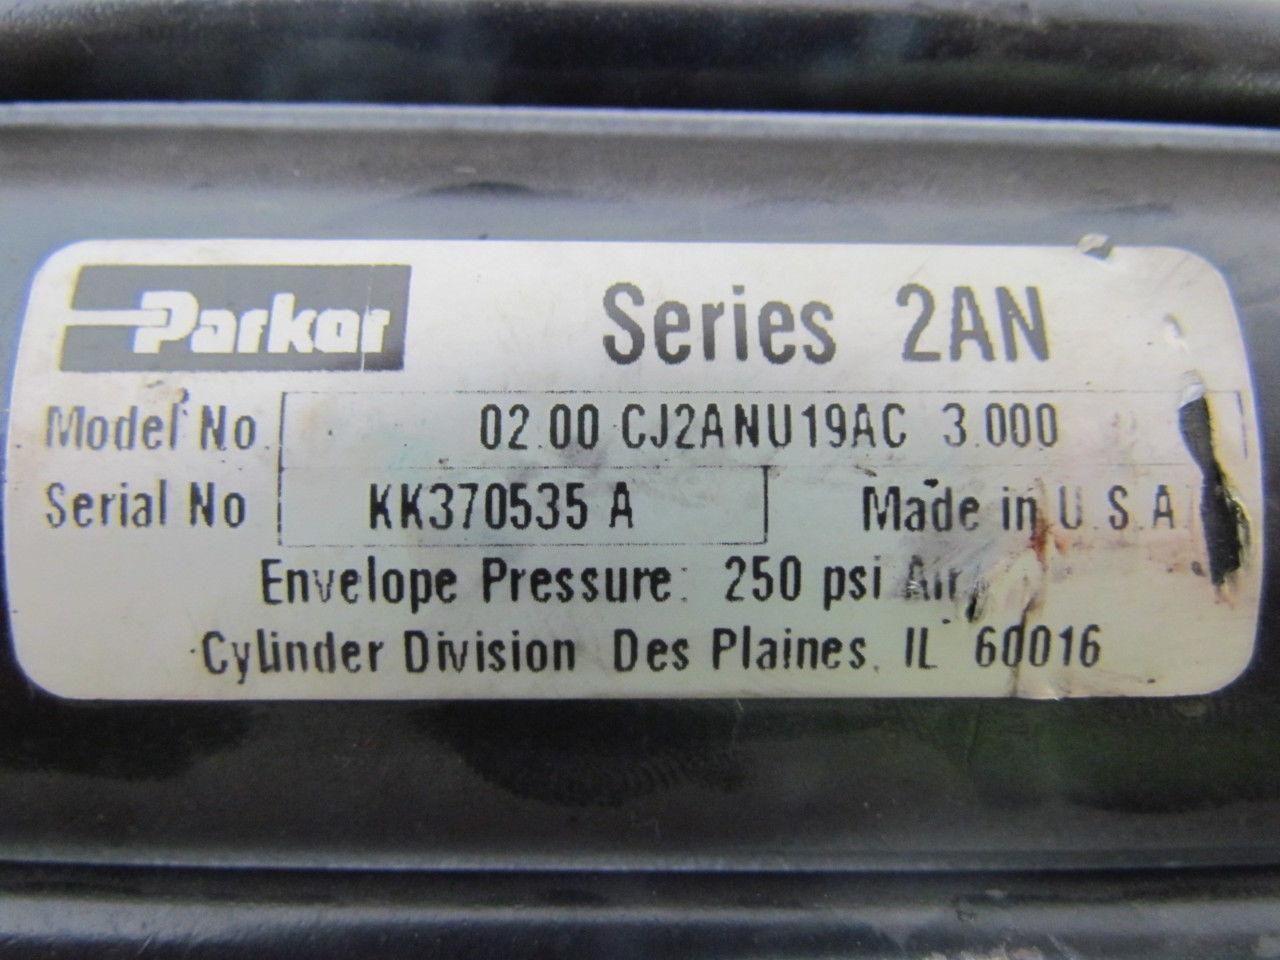 Parker
Series 2AN
Model No. 02.00 CJ2ANU19AC 3.000
Serial No KK370535 A Made in U.S.A
Envelope Pressure: 250 psi Air
Cylinder Division Des Plaines, IL 60016